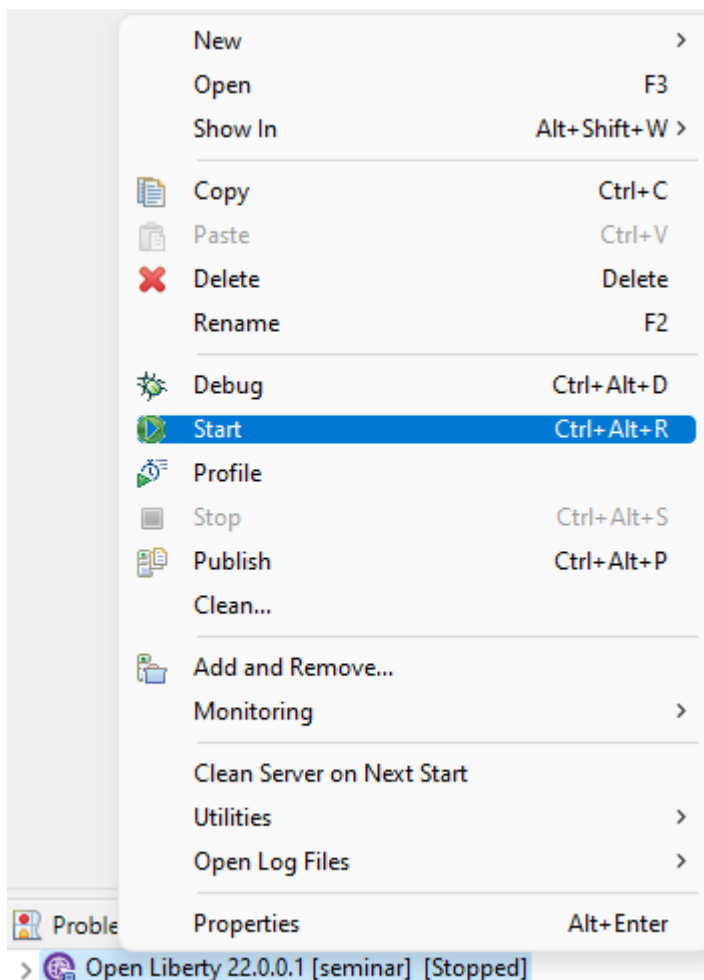 New
Open F3
Show In Alt+Shift+W
Copy Ctrl+C
Paste Ctrl+V
Delete Delete
Rename F2
Debug Ctrl+Alt+D
Start Ctrl+Alt+R
Profile
Stop Ctrl+Alt+S
Publish Ctrl+Alt+P
Clean...
Add and Remove...
Monitoring
Clean Server on Next Start
Utilities
Open Log Files
Proble Properties Alt+Enter
Open Liberty 22.0.0.1 [seminar] [Stopped]